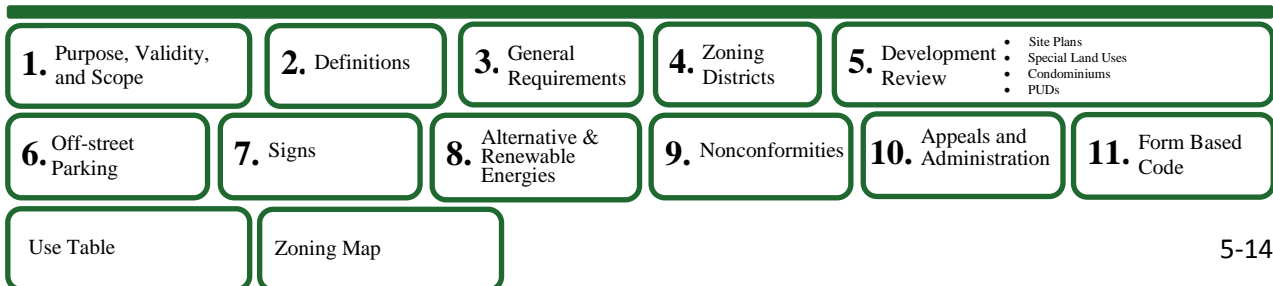 1. Purpose, Validity,
and Scope
2. Definitions
3. General
Requirements
4. Zoning
Districts
5. Development
Review
• Site Plans
• Special Land Uses
• Condominiums
• PUDs
6. Off-street
Parking
7. Signs
8. Alternative &
Renewable
Energies
9. Nonconformities
10. Appeals and
Administration
11. Form Based
Code
Use Table
Zoning Map
5-14